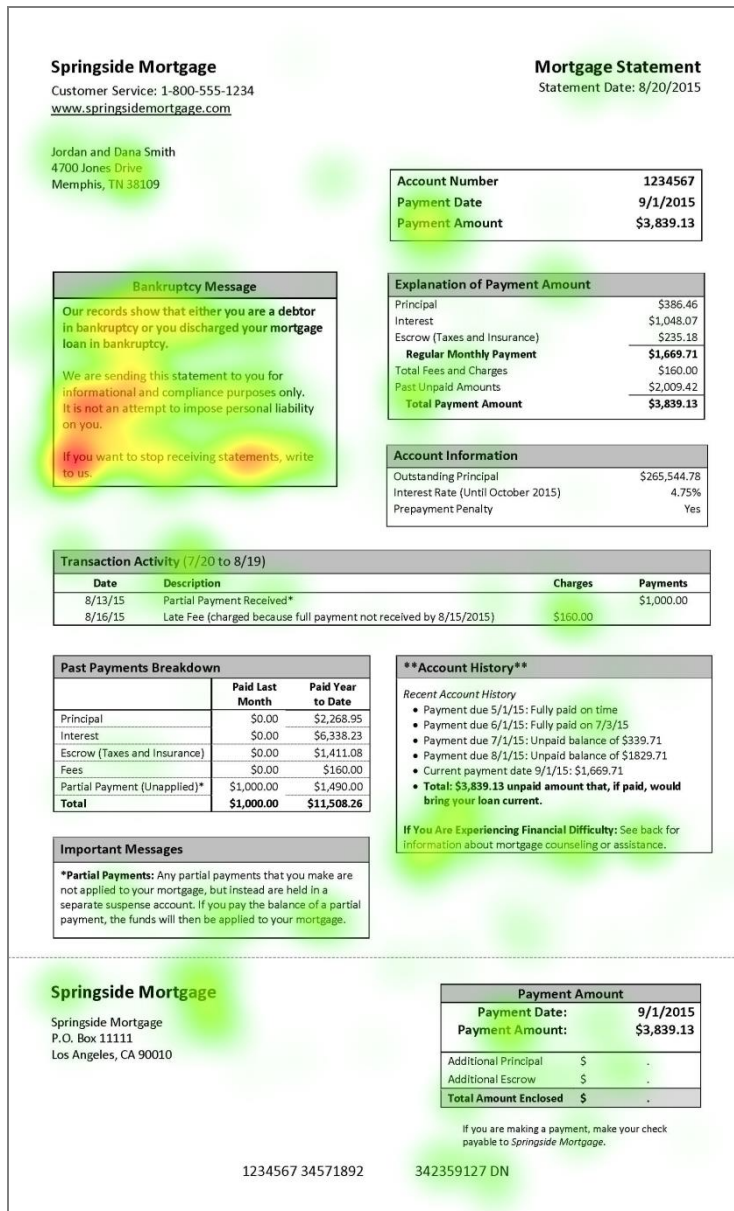 Springside Mortgage
Customer Service: 1-800-555-1234
www.springsidemortgage.com
Mortgage Statement
Statement Date: 8/20/2015
Jordan and Dana Smith
4700 Jones Drive
Memphis, TN 38109
Account Number 1234567
Payment Date 9/1/2015
Payment Amount $3,839.13
Bankruptcy Message
Our records show that either you are a debtor
in bankruptcy or you discharged your mortgage
loan in bankruptcy.
We are sending this statement to you for
informational and compliance purposes only.
It is not an attempt to impose personal liability
on you.
If you want to stop receiving statements, write
to us.
Explanation of Payment Amount
Principal $386.46
Interest $1,048.07
Escrow (Taxes and Insurance) $235.18
Regular Monthly Payment $1,669.71
Total Fees and Charges $160.00
Past Unpaid Amounts $2,009.42
Total Payment Amount $3,839.13
Account Information
Outstanding Principal $265,544.78
Interest Rate (Until October 2015) 4.75%
Prepayment Penalty Yes
Transaction Activity (7/20 to 8/19)
Date Description Charges Payments
8/13/15 Partial Payment Received* $1,000.00
8/16/15 Late Fee (charged because full payment not received by 8/15/2015) $160.00
Past Payments Breakdown
Paid Last Month Paid Year to Date
Principal $0.00 $2,268.95
Interest $0.00 $6,338.23
Escrow (Taxes and Insurance) $0.00 $1,411.08
Fees $0.00 $160.00
Partial Payment (Unapplied)* $1,000.00 $1,490.00
Total $1,000.00 $11,508.26
**Account History**
Recent Account History
• Payment due 5/1/15: Fully paid on time
• Payment due 6/1/15: Fully paid on 7/3/15
• Payment due 7/1/15: Unpaid balance of $339.71
• Payment due 8/1/15: Unpaid balance of $1829.71
• Current payment date 9/1/15: $1,669.71
• Total: $3,839.13 unpaid amount that, if paid, would
bring your loan current.
If You Are Experiencing Financial Difficulty: See back for
information about mortgage counseling or assistance.
Important Messages
*Partial Payments: Any partial payments that you make are
not applied to your mortgage, but instead are held in a
separate suspense account. If you pay the balance of a partial
payment, the funds will then be applied to your mortgage.
Springside Mortgage
Springside Mortgage
P.O. Box 11111
Los Angeles, CA 90010
Payment Amount
Payment Date: 9/1/2015
Payment Amount: $3,839.13
Additional Principal $ .
Additional Escrow $ .
Total Amount Enclosed $ .
If you are making a payment, make your check
payable to Springside Mortgage.
1234567 34571892 342359127 DN